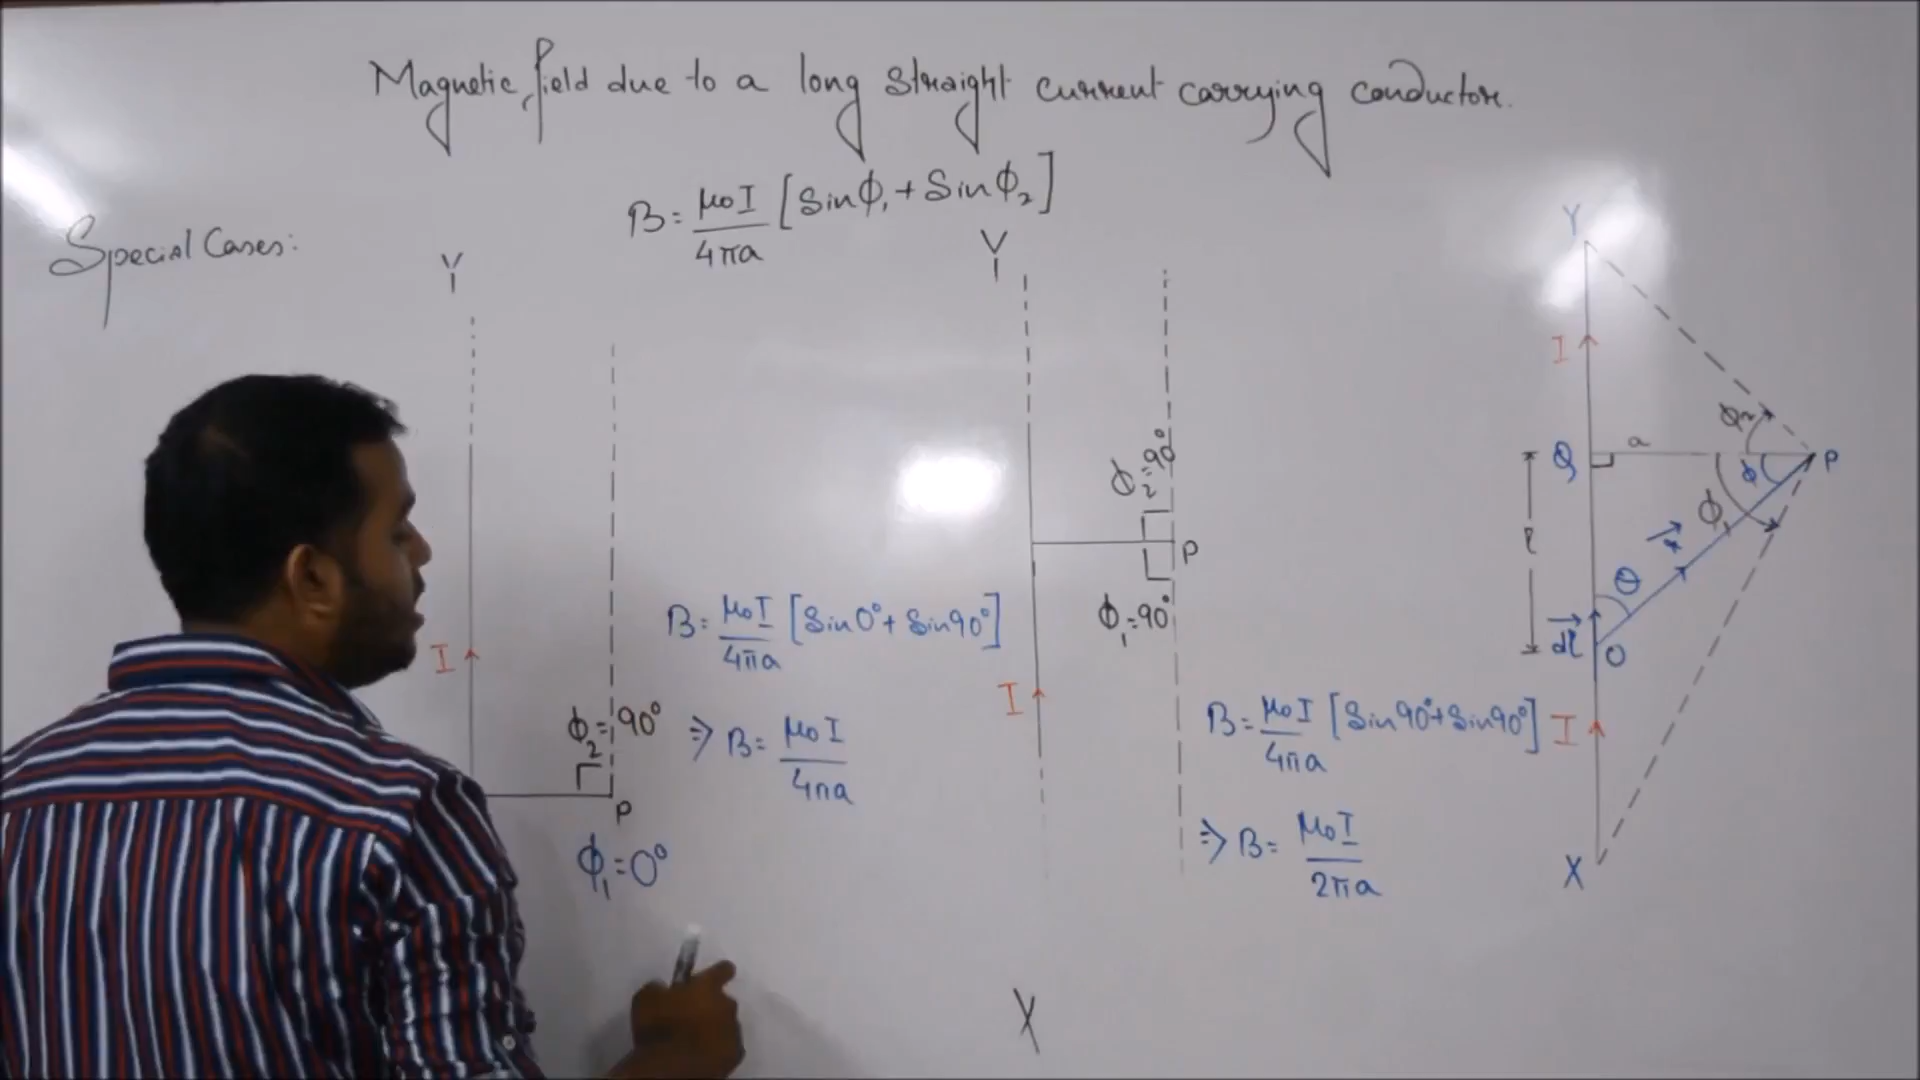 Magnetic field due to a long straight current carrying conductor.
B = μ₀I / 4πa [Sinϕ₁ + Sinϕ₂]
Special Cases:
Y
I
ϕ₂ = 90°
P
ϕ₁ = 0°
B = μ₀I / 4πa [Sin0° + Sin90°]
⇒ B = μ₀I / 4πa
Y
ϕ₂ = 90°
P
ϕ₁ = 90°
I
X
B = μ₀I / 4πa [Sin90° + Sin90°]
⇒ B = μ₀I / 2πa
Y
I
ϕ₂
Q
a
P
ϕ
ϕ₁
l
θ
dl
O
I
X